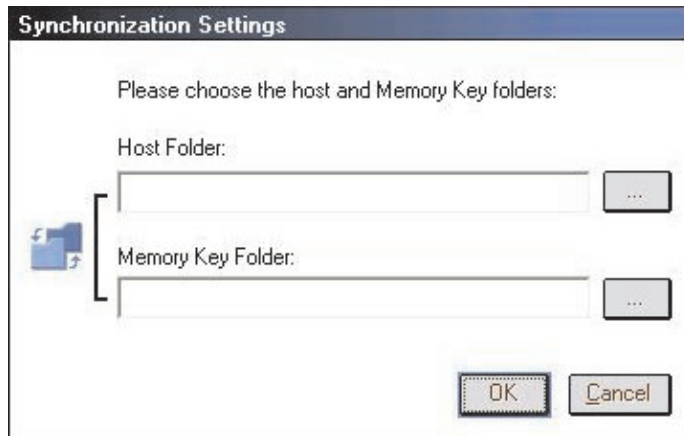 Synchronization Settings
Please choose the host and Memory Key folders:
Host Folder:
...
Memory Key Folder:
...
OK Cancel